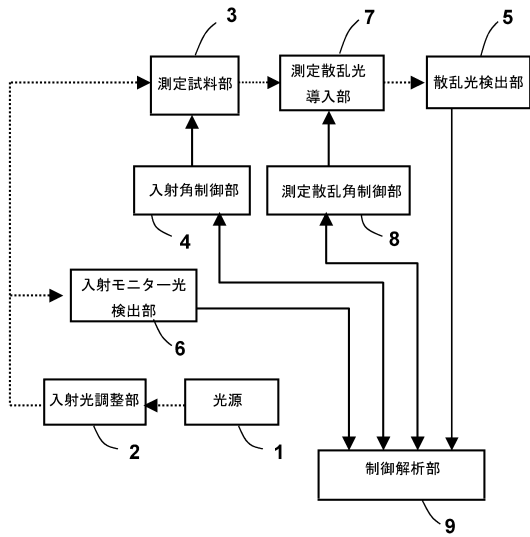 3
7
5
測定試料部
測定散乱光
導入部
散乱光検出部
入射角制御部
測定散乱角制御部
4
8
入射モニター光
検出部
6
入射光調整部
光源
2
1
制御解析部
9